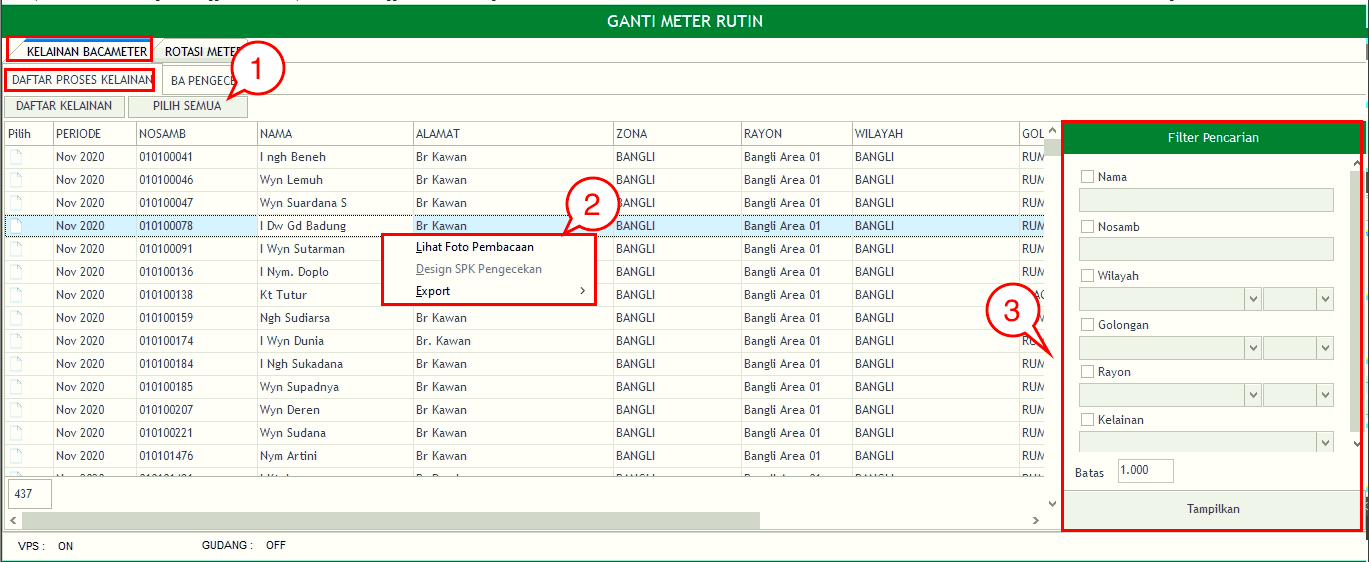 GANTI METER RUTIN
KELAINAN BACAMETER ROTASI METER
DAFTAR PROSES KELAINAN BA PENGECE
1
DAFTAR KELAINAN PILIH SEMUA
Pilih PERIODE NOSAMB NAMA ALAMAT ZONA RAYON WILAYAH GOL
Nov 2020 010100041 I ngh Beneh Br Kawan BANGLI Bangli Area 01 BANGLI RUM
Nov 2020 010100046 Wyn Lemuh Br Kawan BANGLI Bangli Area 01 BANGLI RUM
Nov 2020 010100047 Wyn Suardana S Br Kawan BANGLI Bangli Area 01 BANGLI RUM
2
Nov 2020 010100078 I Dw Gd Badung Br Kawan BANGLI Bangli Area 01 BANGLI RUM
Nov 2020 010100091 I Wyn Sutarman BANGLI Bangli Area 01 BANGLI RUM
Nov 2020 010100136 I Nym. Doplo BANGLI Bangli Area 01 BANGLI RUM
Nov 2020 010100138 Kt Tutur BANGLI Bangli Area 01 BANGLI
Lihat Foto Pembacaan
Design SPK Pengecekan
Export
Nov 2020 010100159 Ngh Sudiarsa Br Kawan BANGLI Bangli Area 01 BANGLI
Nov 2020 010100174 I Wyn Dunia Br. Kawan BANGLI Bangli Area 01 BANGLI
Nov 2020 010100184 I Ngh Sukadana Br Kawan BANGLI Bangli Area 01 BANGLI RUM
Nov 2020 010100185 Wyn Supadnya Br Kawan BANGLI Bangli Area 01 BANGLI RUM
Nov 2020 010100207 Wyn Deren Br Kawan BANGLI Bangli Area 01 BANGLI RUM
Nov 2020 010100221 Wyn Sudana Br Kawan BANGLI Bangli Area 01 BANGLI RUM
Nov 2020 010101476 Nym Artini Br Kawan BANGLI Bangli Area 01 BANGLI RUM
437
3
Filter Pencarian
Nama
Nosamb
Wilayah
Golongan
Rayon
Kelainan
Batas 1.000
Tampilkan
VPS : ON GUDANG : OFF